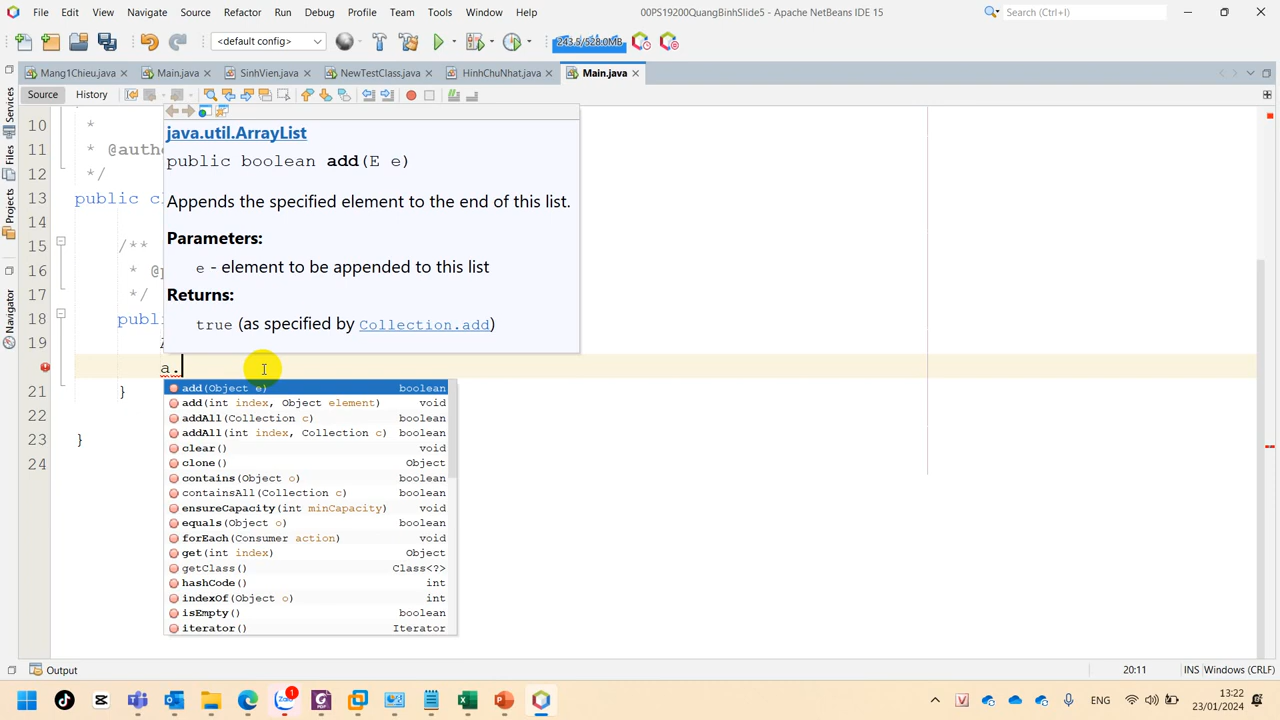 File Edit View Navigate Source Refactor Run Debug Profile Team Tools Window Help
00PS19200QuangBinhSlide5 - Apache NetBeans IDE 15
Search (Ctrl+I)
<default config>
243.5/528.0MB
Mang1Chieu.java
Main.java
SinhVien.java
NewTestClass.java
HinhChuNhat.java
Main.java
Source
History
Services
Files
Projects
Navigator
10 *
11 * @auth
12 */
13 public cl
14
15 /**
16 * @p
17 */
18 publi
19
a.
21 }
22
23 }
24
java.util.ArrayList
public boolean add(E e)
Appends the specified element to the end of this list.
Parameters:
e - element to be appended to this list
Returns:
true (as specified by Collection.add)
add(Object e) boolean
add(int index, Object element) void
addAll(Collection c) boolean
addAll(int index, Collection c) boolean
clear() void
clone() Object
contains(Object o) boolean
containsAll(Collection c) boolean
ensureCapacity(int minCapacity) void
equals(Object o) boolean
forEach(Consumer action) void
get(int index) Object
getClass() Class<?>
hashCode() int
indexOf(Object o) int
isEmpty() boolean
iterator() Iterator
Output
20:11
INS
Windows (CRLF)
Zalo
1
PDF
ENG
13:22
23/01/2024